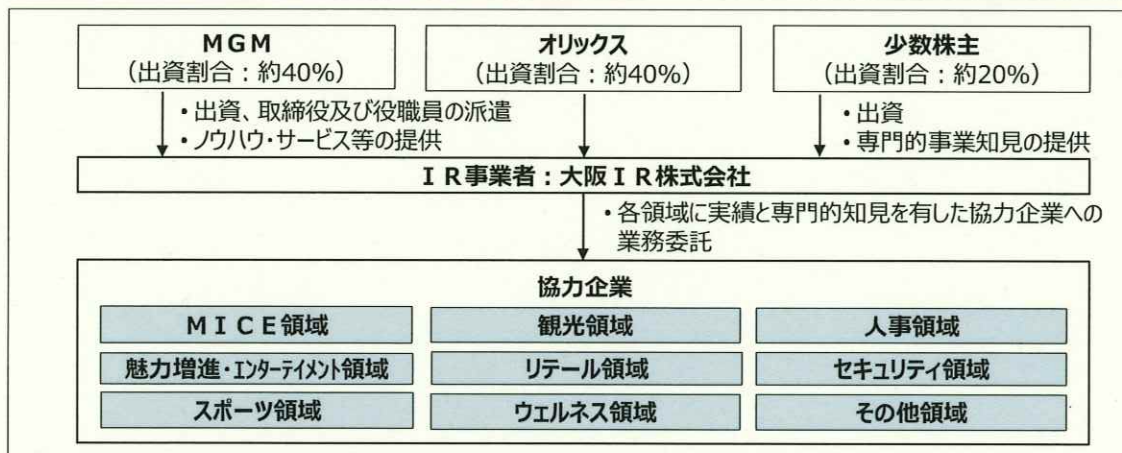 MGM
（出資割合：約40%）
オリックス
（出資割合：約40%）
少数株主
（出資割合：約20%）
・出資、取締役及び役職員の派遣
・ノウハウ・サービス等の提供
・出資
・専門的事業知見の提供
ＩＲ事業者：大阪ＩＲ株式会社
・各領域に実績と専門的知見を有した協力企業への
業務委託
協力企業
ＭＩＣＥ領域
観光領域
人事領域
魅力増進・エンターテイメント領域
リテール領域
セキュリティ領域
スポーツ領域
ウェルネス領域
その他領域